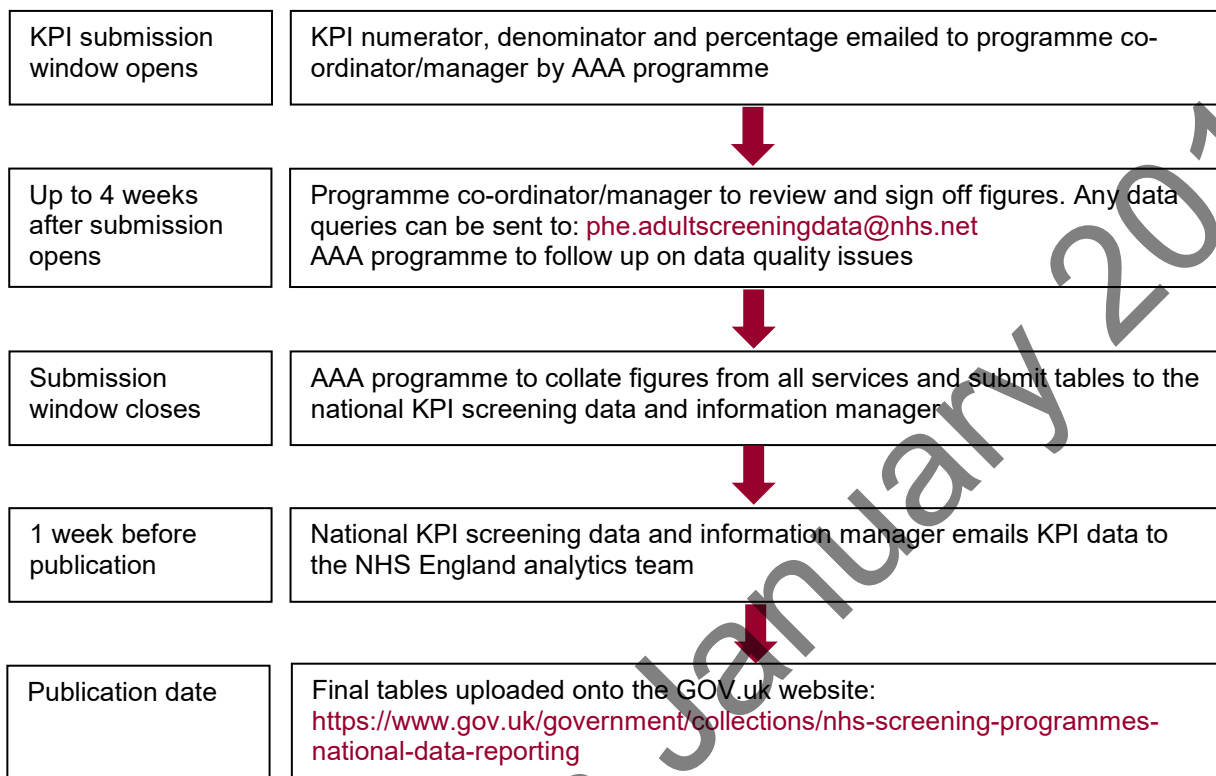 KPI submission
window opens
KPI numerator, denominator and percentage emailed to programme co-
ordinator/manager by AAA programme
Up to 4 weeks
after submission
opens
Programme co-ordinator/manager to review and sign off figures. Any data
queries can be sent to: phe.adultscreeningdata@nhs.net
AAA programme to follow up on data quality issues
Submission
window closes
AAA programme to collate figures from all services and submit tables to the
national KPI screening data and information manager
1 week before
publication
National KPI screening data and information manager emails KPI data to
the NHS England analytics team
Publication date
Final tables uploaded onto the GOV.uk website:
https://www.gov.uk/government/collections/nhs-screening-programmes-
national-data-reporting
January